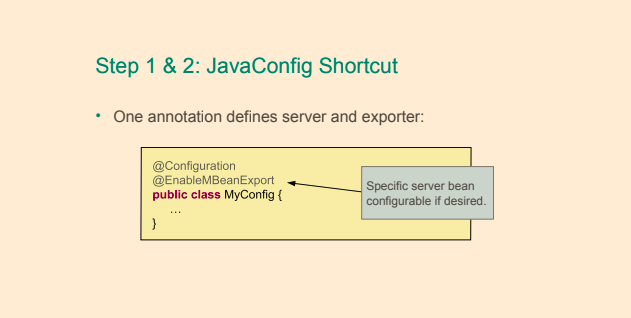 Step 1 & 2: JavaConfig Shortcut
• One annotation defines server and exporter:
@Configuration
@EnableMBeanExport
public class MyConfig {
…
}
Specific server bean
configurable if desired.